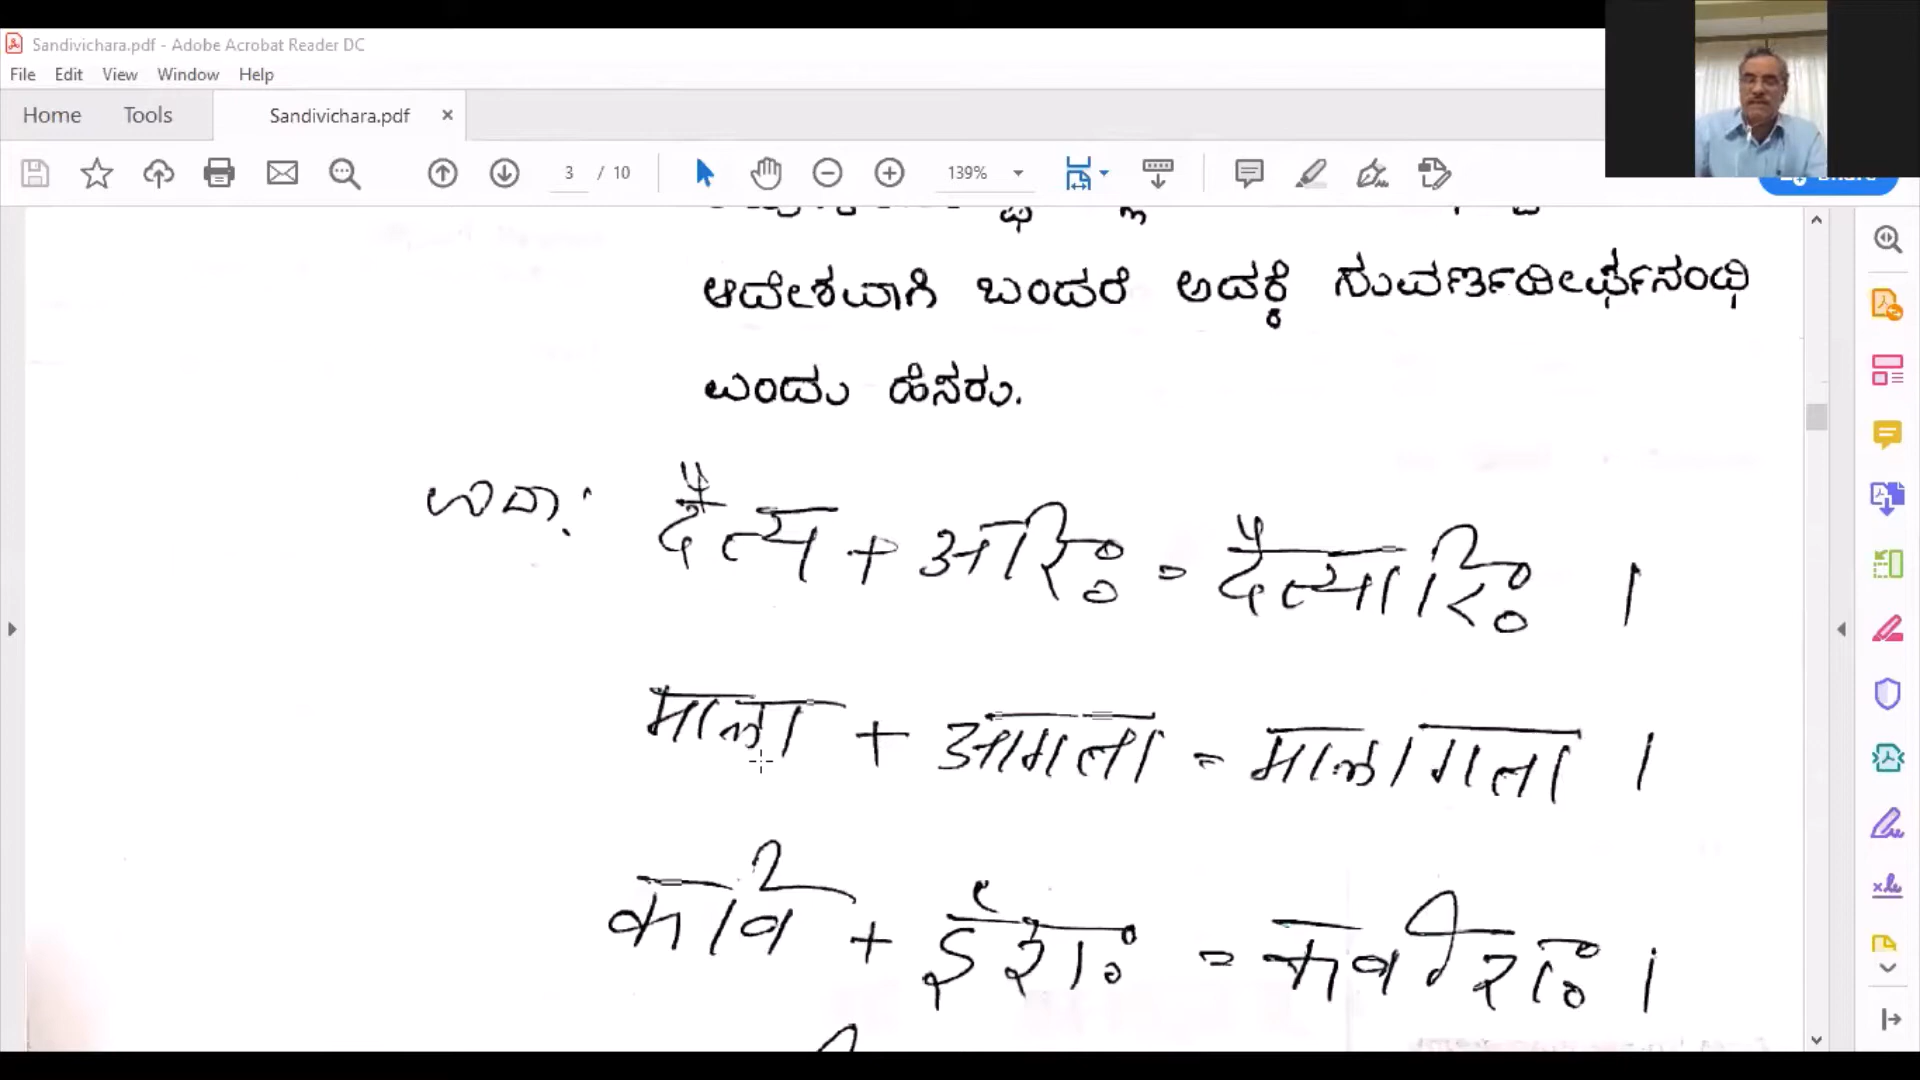 Sandivichara.pdf - Adobe Acrobat Reader DC
File Edit View Window Help
Home Tools Sandivichara.pdf ×
3 / 10 139%
ಆದೇಶವಾಗಿ ಬಂದರೆ ಅದಕ್ಕೆ ಸುವರ್ಣದೀರ್ಘಸಂಧಿ
ಎಂದು ಹೆಸರು.
ಉದಾ: दैत्य + अरिः = दैत्यारिः ।
माला + आगता = मालागता ।
कवि + ईशः = कवीशः ।